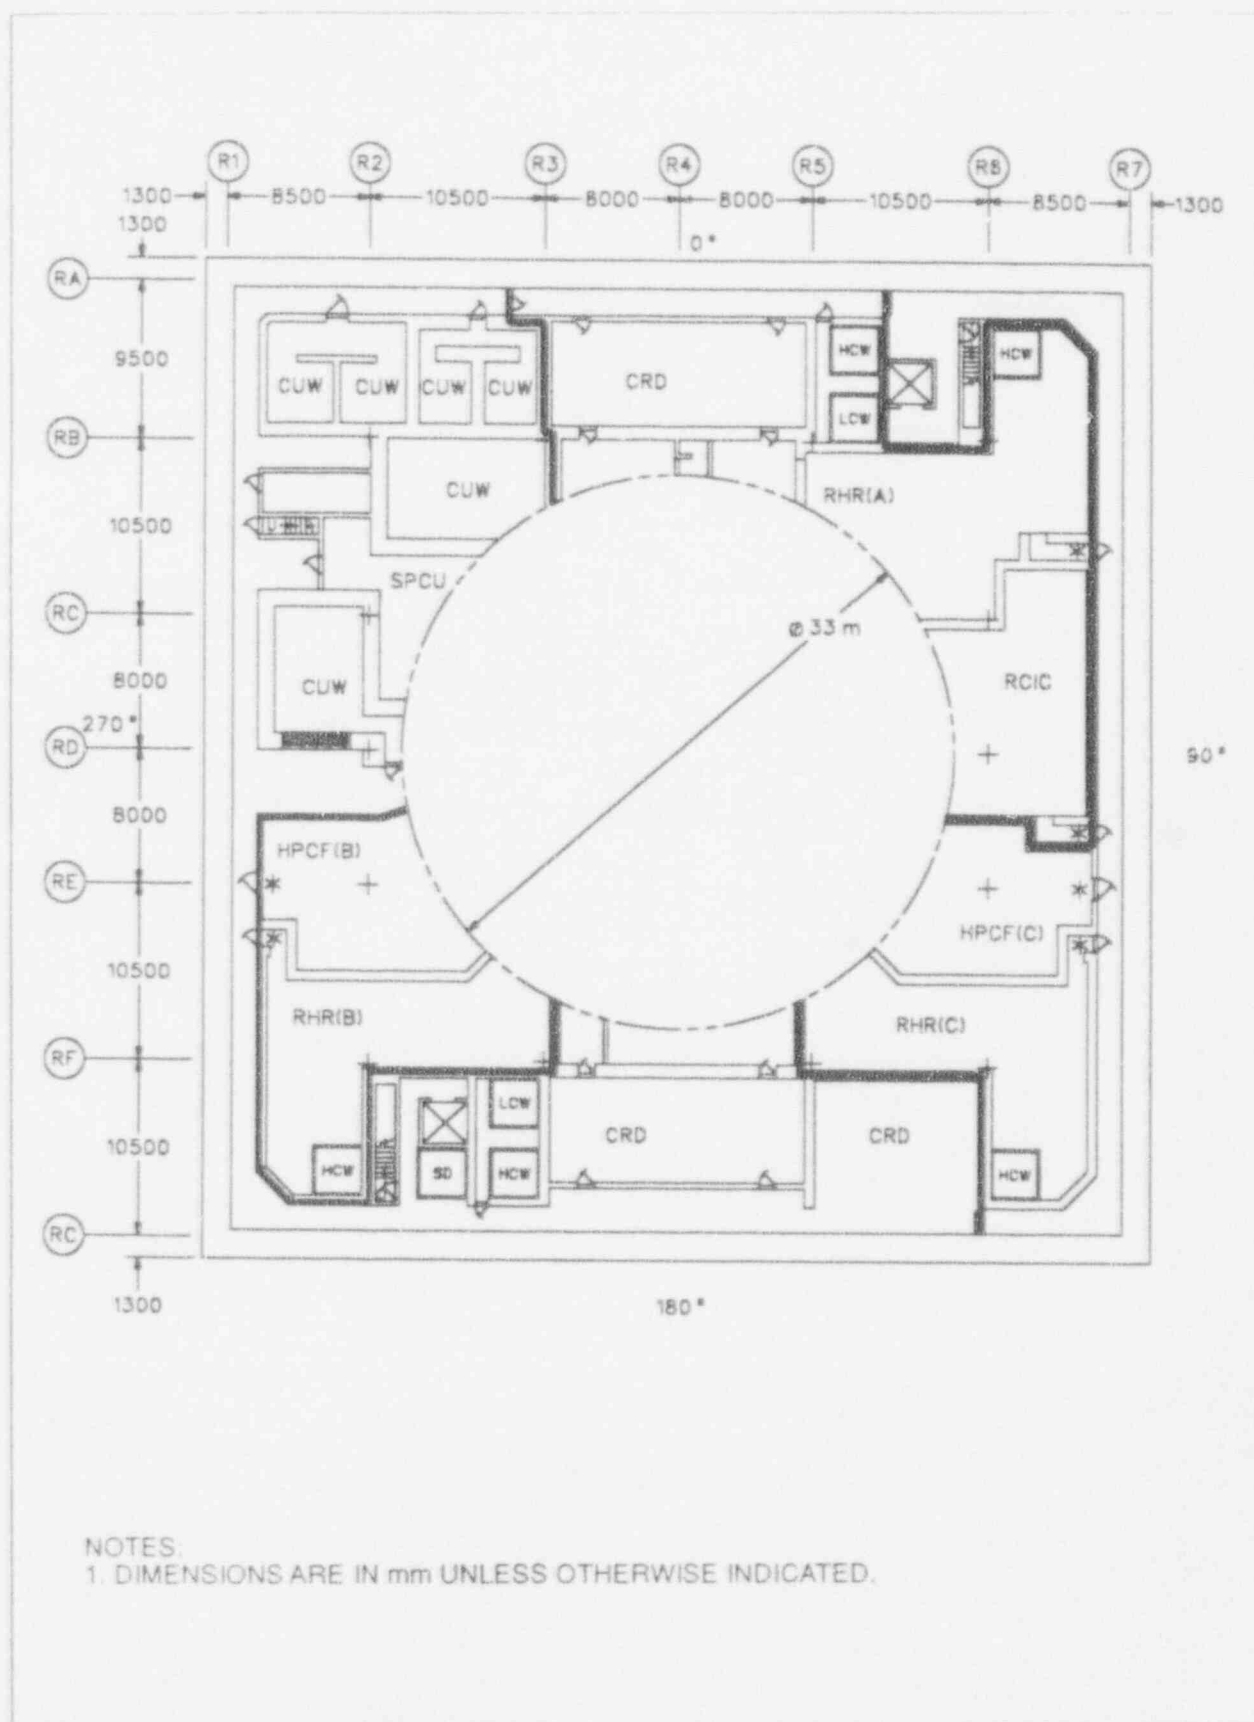 R1 R2 R3 R4 R5 R6 R7
1300 8500 10500 8000 8000 10500 8500 1300
1300
0°
RA
9500
HCW HCW
CUW CUW CUW CUW CRD
LCW
RB
CUW RHR(A)
10500
SPCU
RC
ø 33 m
8000 CUW RCIC
270°
RD 90°
8000
HPCF(B)
RE
HPCF(C)
10500
RHR(B) RHR(C)
RF
LCW
10500 CRD CRD
HCW SD HCW HCW
RC
1300 180°
NOTES:
1. DIMENSIONS ARE IN mm UNLESS OTHERWISE INDICATED.